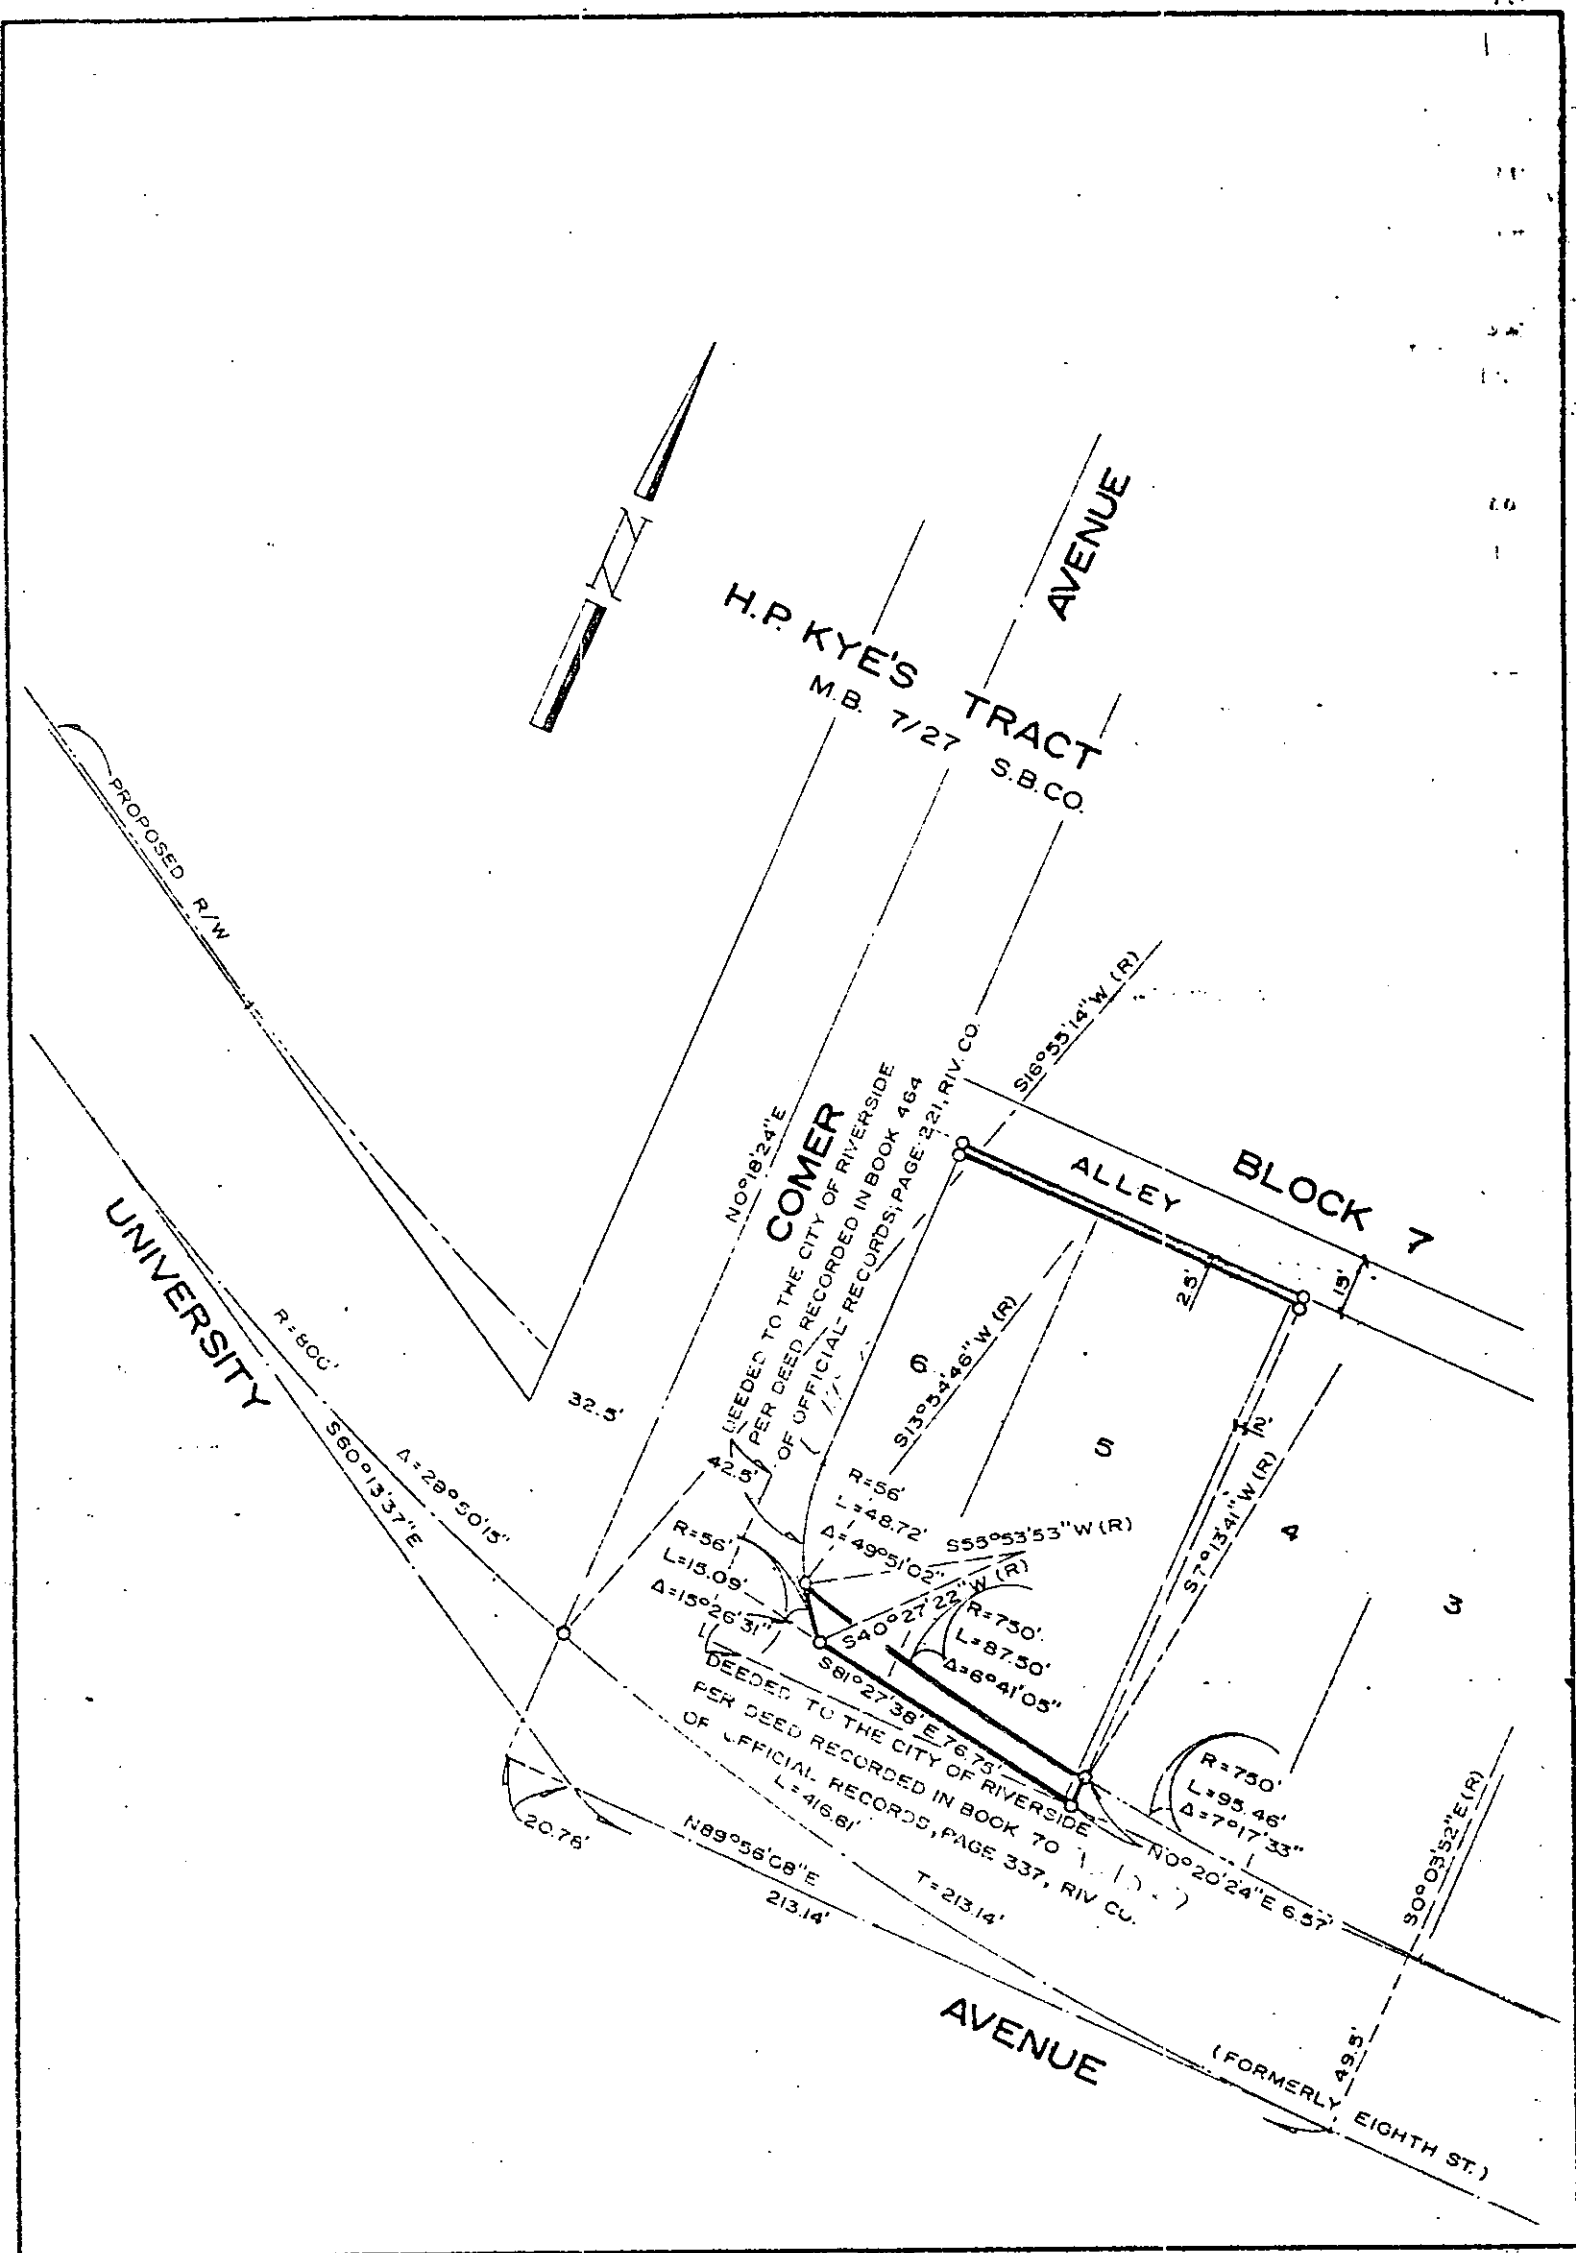 N
AVENUE
H.P. KYE'S TRACT
M.B. 7/27 S.B.CO.
PROPOSED R/W
S16°55'14"W (R)
N0°18'24"E
COMER
DEEDED TO THE CITY OF RIVERSIDE
PER DEED RECORDED IN BOOK 464
OF OFFICIAL RECORDS, PAGE 221, RIV. CO.
ALLEY
BLOCK 7
2.5'
15'
UNIVERSITY
R=800'
Δ=29°50'15"
S60°13'37"E
32.5'
42.5'
6
S13°54'46"W (R)
5
12'
S7°13'41"W (R)
4
3
R=56'
L=48.72'
Δ=49°51'02"
S55°53'53"W (R)
R=56'
L=15.09'
Δ=15°26'31"
S40°27'22"W (R)
R=750'
L=87.50'
Δ=6°41'05"
S81°27'38"E 76.75'
DEEDED TO THE CITY OF RIVERSIDE
PER DEED RECORDED IN BOOK 70
OF OFFICIAL RECORDS, PAGE 337, RIV CO.
L=416.61'
R=750'
L=95.46'
Δ=7°17'33"
N0°20'24"E 6.57'
S0°03'52"E (R)
20.76'
N89°56'08"E
213.14'
T=213.14'
49.5'
AVENUE
(FORMERLY EIGHTH ST.)